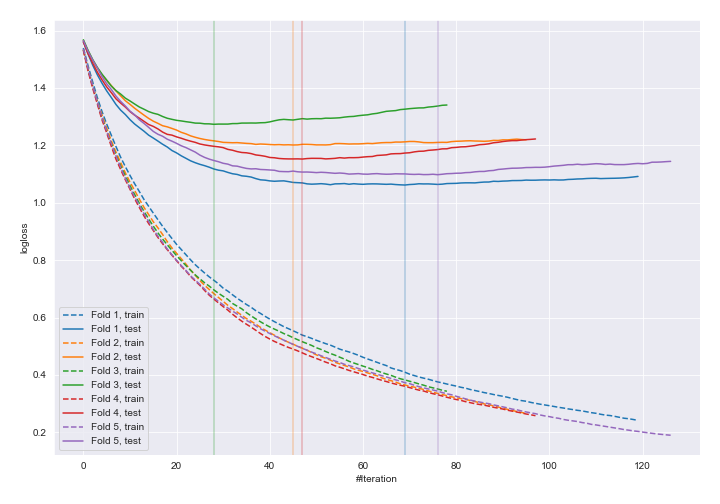 1.6
1.4
1.2
1.0
0.8
0.6
0.4
0.2
logloss
Fold 1, train
Fold 1, test
Fold 2, train
Fold 2, test
Fold 3, train
Fold 3, test
Fold 4, train
Fold 4, test
Fold 5, train
Fold 5, test
0 20 40 60 80 100 120
#Iteration